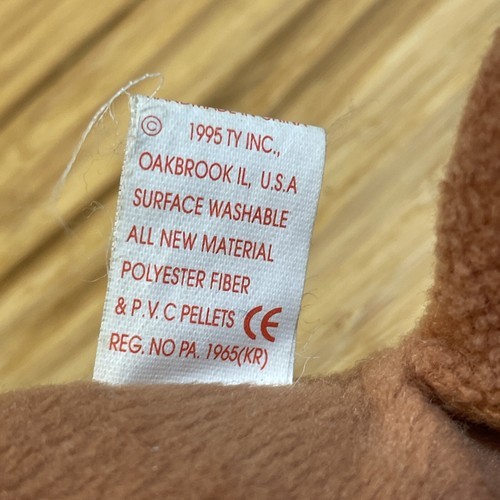 © 1995 TY INC.,
OAKBROOK IL, U.S.A
SURFACE WASHABLE
ALL NEW MATERIAL
POLYESTER FIBER
& P.V.C PELLETS CE
REG. NO PA. 1965(KR)